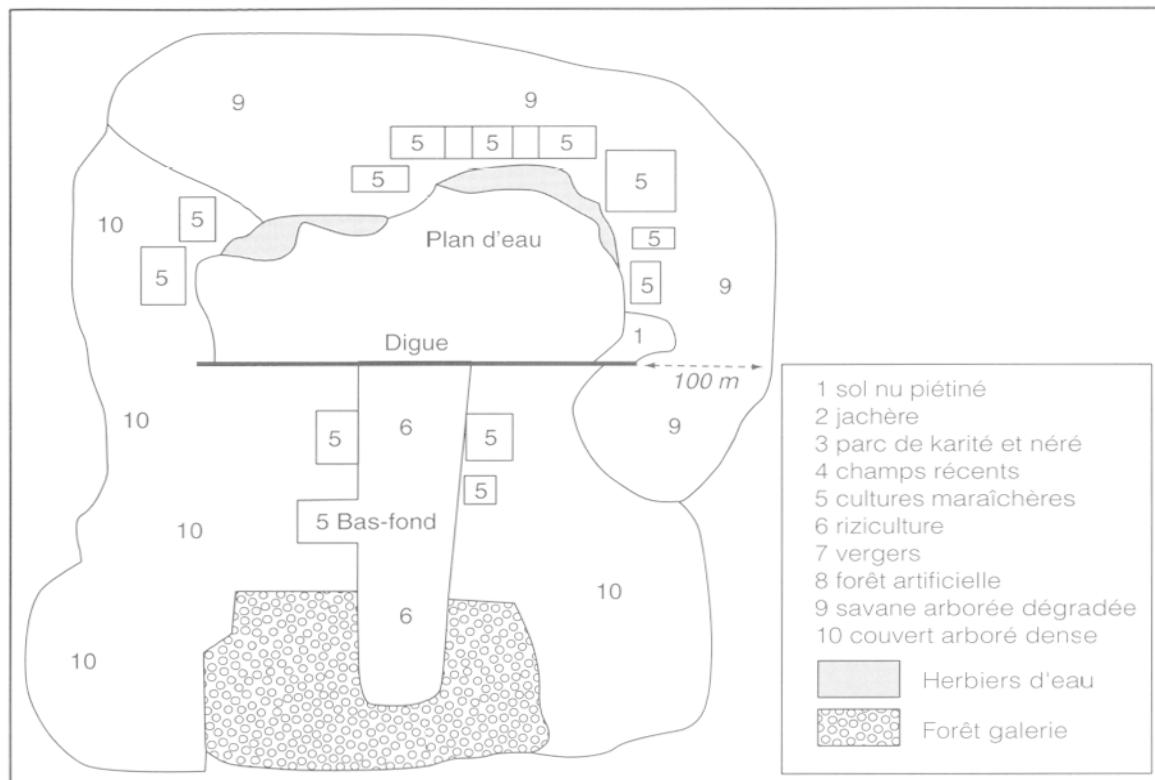 9 9
5 5 5
5 5
10 5 5
Plan d'eau
5 5 9
Digue 1
100 m
10 6 9
5 5
5
10 5 Bas-fond
6 10
10
1 sol nu piétiné
2 jachère
3 parc de karité et néré
4 champs récents
5 cultures maraîchères
6 riziculture
7 vergers
8 forêt artificielle
9 savane arborée dégradée
10 couvert arboré dense
Herbiers d'eau
Forêt galerie